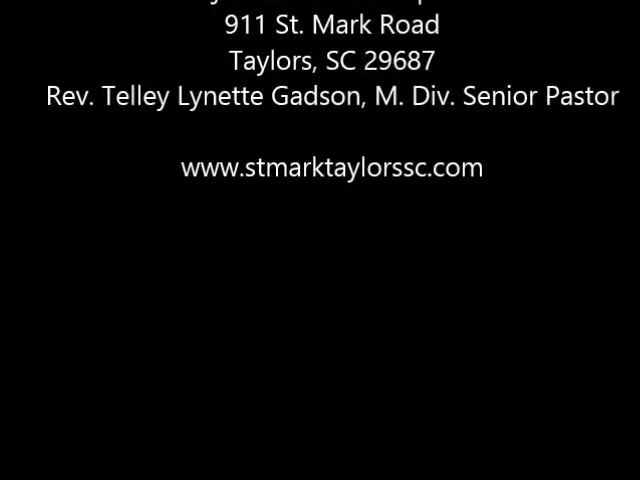 911 St. Mark Road
Taylors, SC 29687
Rev. Telley Lynette Gadson, M. Div. Senior Pastor
www.stmarktaylorssc.com